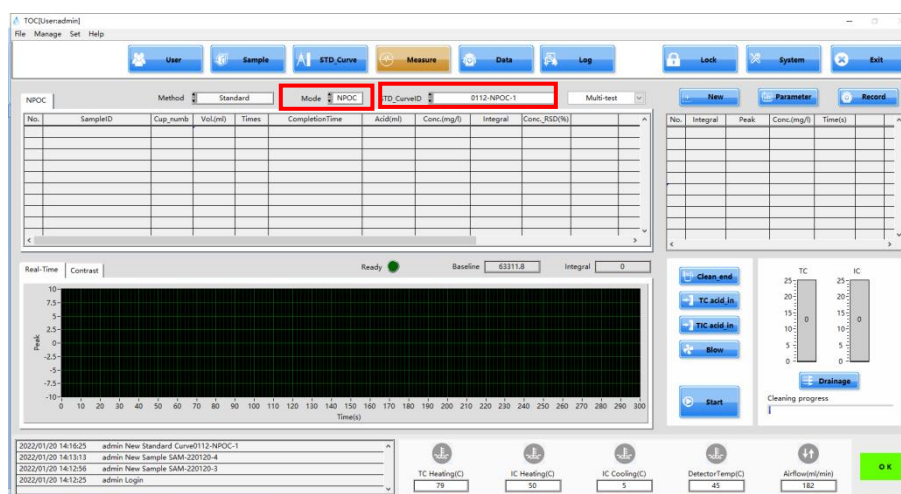 TOC[User:admin]
File Manage Set Help
User Sample STD_Curve Measure Data Log Lock System Exit
NPOC Method Standard Mode NPOC STD_CurveID 0112-NPOC-1 Multi-test New Parameter Record
No. SampleID Cup_numb Vol.(ml) Times CompletionTime Acid(ml) Conc.(mg/l) Integral Conc._RSD(%)
No. Integral Peak Conc.(mg/l) Time(s)
Real-Time Contrast Ready Baseline 63311.8 Integral 0
Peak
10
7.5
5
2.5
0
-2.5
-5
-7.5
-10
0 10 20 30 40 50 60 70 80 90 100 110 120 130 140 150 160 170 180 190 200 210 220 230 240 250 260 270 280 290 300
Time(s)
Clean_end
TC acid_in
TIC acid_in
Blow
Start
TC IC
25 25
20 20
15 15
0 0
10 10
5 5
0 0
Drainage
Cleaning progress
2022/01/20 14:16:25 admin New Standard Curve0112-NPOC-1
2022/01/20 14:13:13 admin New Sample SAM-220120-4
2022/01/20 14:12:56 admin New Sample SAM-220120-3
2022/01/20 14:12:25 admin Login
TC Heating(C) IC Heating(C) IC Cooling(C) DetectorTemp(C) Airflow(ml/min)
79 50 5 45 182
OK